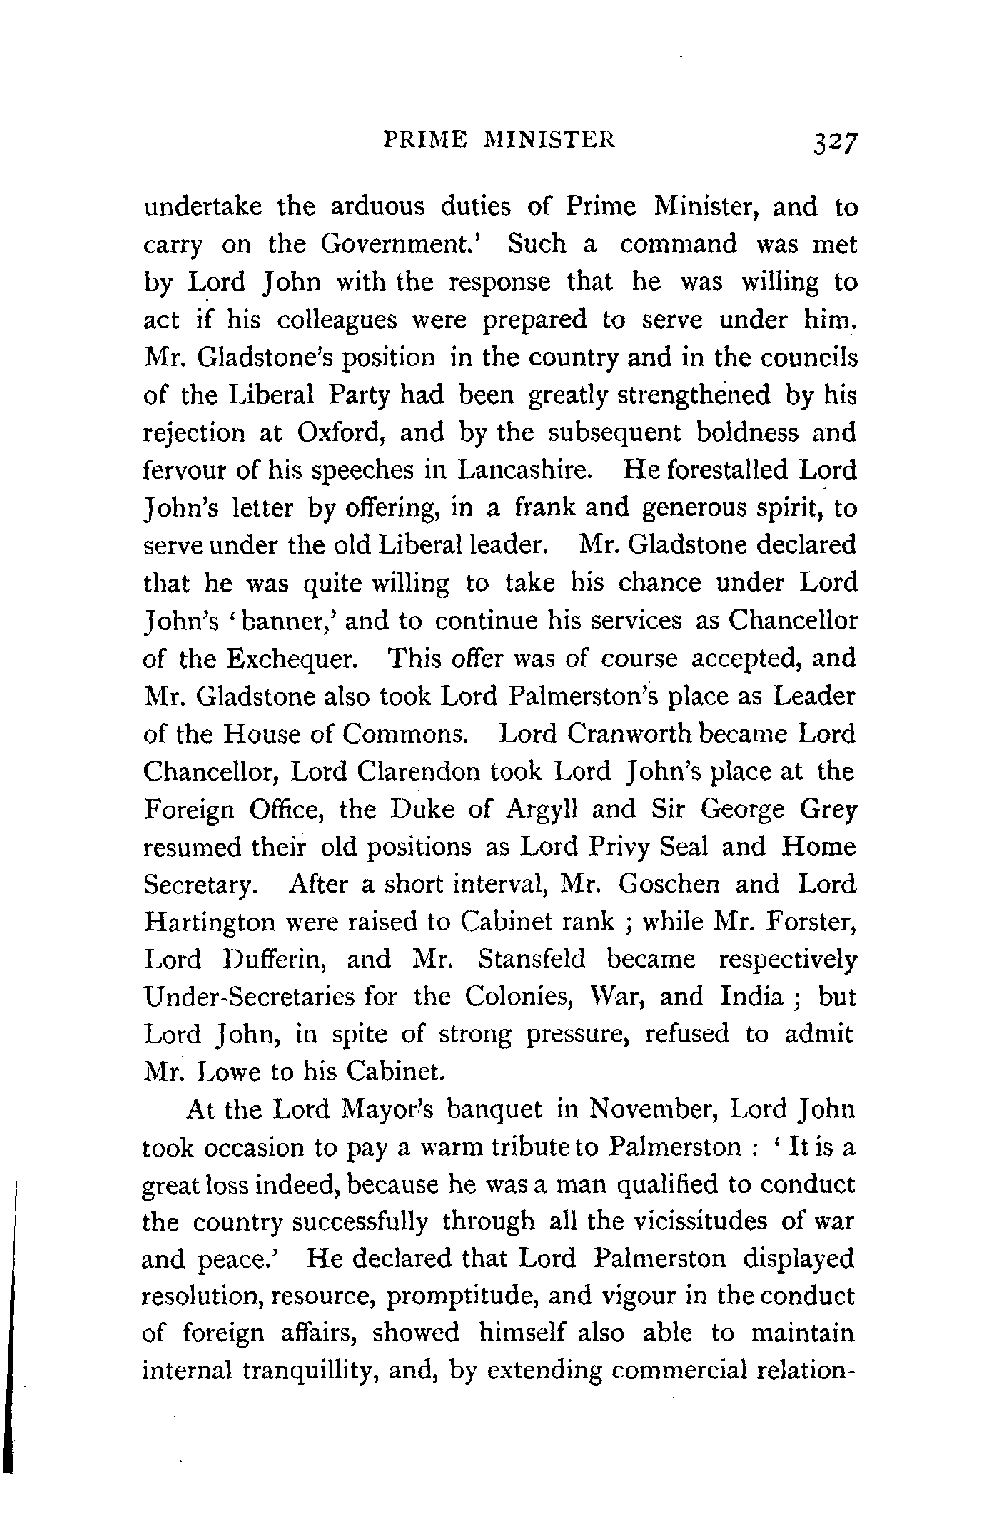 PRIME MINISTER 327
undertake the arduous duties of Prime Minister, and to
carry on the Government.' Such a command was met
by Lord John with the response that he was willing to
act if his colleagues were prepared to serve under him.
Mr. Gladstone's position in the country and in the councils
of the Liberal Party had been greatly strengthened by his
rejection at Oxford, and by the subsequent boldness and
fervour of his speeches in Lancashire. He forestalled Lord
John's letter by offering, in a frank and generous spirit, to
serve under the old Liberal leader. Mr. Gladstone declared
that he was quite willing to take his chance under Lord
John's ‘banner,’ and to continue his services as Chancellor
of the Exchequer. This offer was of course accepted, and
Mr. Gladstone also took Lord Palmerston's place as Leader
of the House of Commons. Lord Cranworth became Lord
Chancellor, Lord Clarendon took Lord John's place at the
Foreign Office, the Duke of Argyll and Sir George Grey
resumed their old positions as Lord Privy Seal and Home
Secretary. After a short interval, Mr. Goschen and Lord
Hartington were raised to Cabinet rank ; while Mr. Forster,
Lord Dufferin, and Mr. Stansfeld became respectively
Under-Secretaries for the Colonies, War, and India ; but
Lord John, in spite of strong pressure, refused to admit
Mr. Lowe to his Cabinet.
At the Lord Mayor's banquet in November, Lord John
took occasion to pay a warm tribute to Palmerston : ‘ It is a
great loss indeed, because he was a man qualified to conduct
the country successfully through all the vicissitudes of war
and peace.’ He declared that Lord Palmerston displayed
resolution, resource, promptitude, and vigour in the conduct
of foreign affairs, showed himself also able to maintain
internal tranquillity, and, by extending commercial relation-